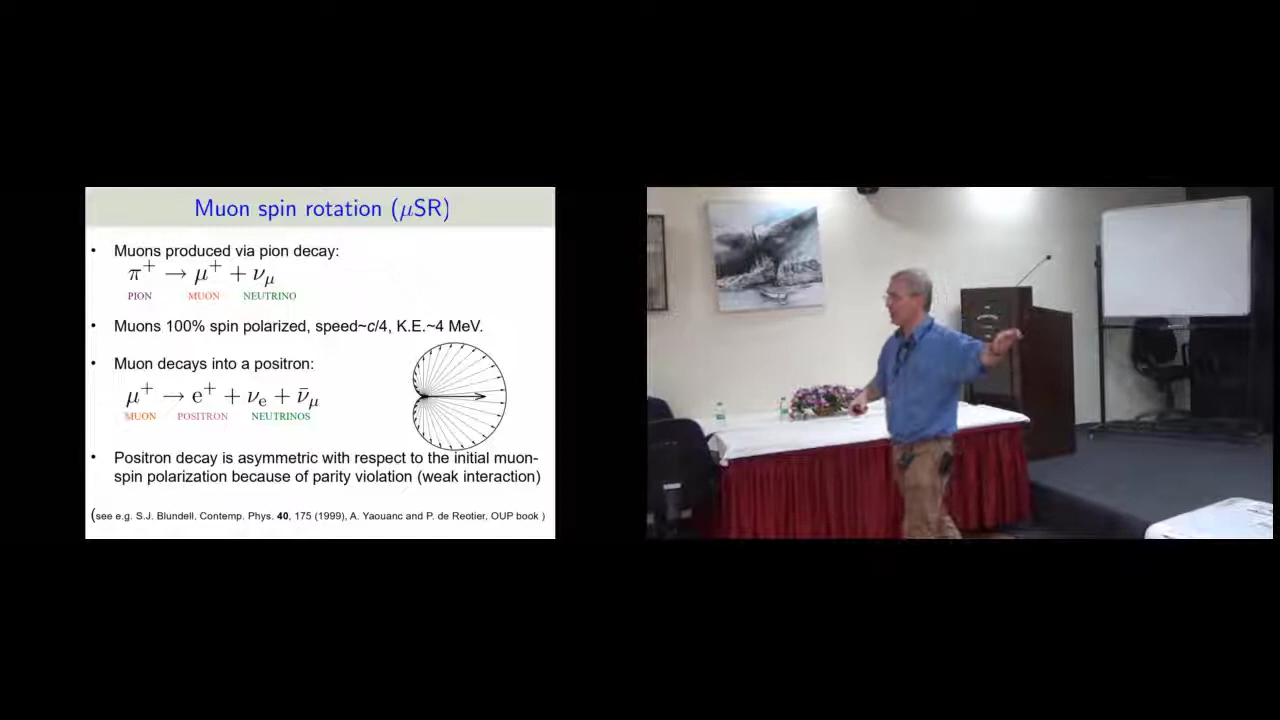 Muon spin rotation (μSR)
• Muons produced via pion decay:
π⁺ → μ⁺ + ν_μ
PION MUON NEUTRINO
• Muons 100% spin polarized, speed~c/4, K.E.~4 MeV.
• Muon decays into a positron:
μ⁺ → e⁺ + ν_e + ν̄_μ
MUON POSITRON NEUTRINOS
• Positron decay is asymmetric with respect to the initial muon-
spin polarization because of parity violation (weak interaction)
(see e.g. S.J. Blundell, Contemp. Phys. 40, 175 (1999), A. Yaouanc and P. de Reotier, OUP book )